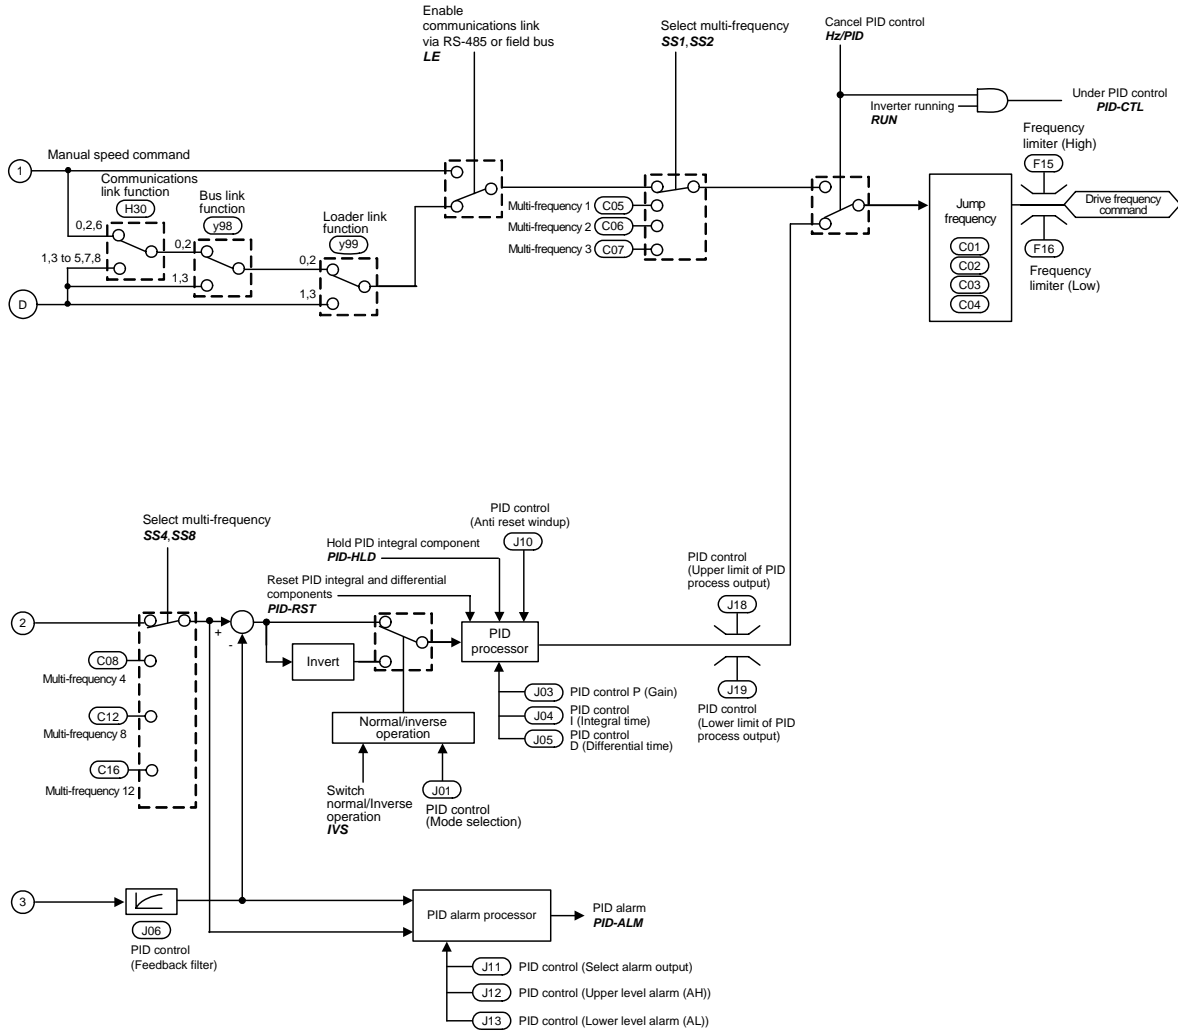 Enable
communications link
via RS-485 or field bus
LE
Select multi-frequency
SS1,SS2
Cancel PID control
Hz/PID
Inverter running
RUN
Under PID control
PID-CTL
Frequency
limiter (High)
F15
1
Manual speed command
Communications
link function
H30
Bus link
function
y98
Loader link
function
y99
0,2,6
1,3 to 5,7,8
0,2
1,3
0,2
1,3
D
Multi-frequency 1
C05
Multi-frequency 2
C06
Multi-frequency 3
C07
Jump
frequency
C01
C02
C03
C04
Drive frequency
command
F16
Frequency
limiter (Low)
Select multi-frequency
SS4,SS8
PID control
(Anti reset windup)
J10
Hold PID integral component
PID-HLD
Reset PID integral and differential
components
PID-RST
PID control
(Upper limit of PID
process output)
J18
2
+
-
Invert
PID
processor
C08
Multi-frequency 4
C12
Multi-frequency 8
C16
Multi-frequency 12
J03 PID control P (Gain)
J04 PID control
I (Integral time)
J05 PID control
D (Differential time)
J19
PID control
(Lower limit of PID
process output)
Normal/inverse
operation
Switch
normal/Inverse
operation
IVS
J01
PID control
(Mode selection)
3
J06
PID control
(Feedback filter)
PID alarm processor
PID alarm
PID-ALM
J11 PID control (Select alarm output)
J12 PID control (Upper level alarm (AH))
J13 PID control (Lower level alarm (AL))